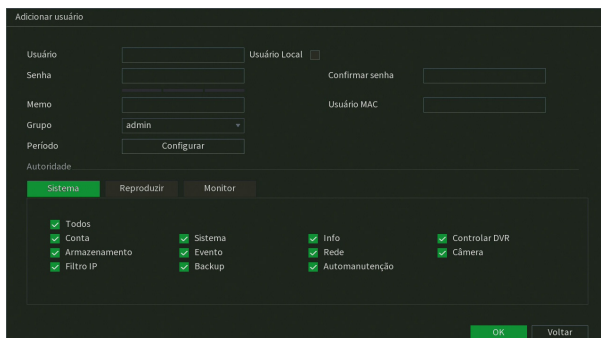 Adicionar usuário
Usuário Usuário Local
Senha Confirmar senha
Memo Usuário MAC
Grupo admin
Período Configurar
Autoridade
Sistema Reproduzir Monitor
Todos
Conta Sistema Info Controlar DVR
Armazenamento Evento Rede Câmera
Filtro IP Backup Automanutenção
OK Voltar